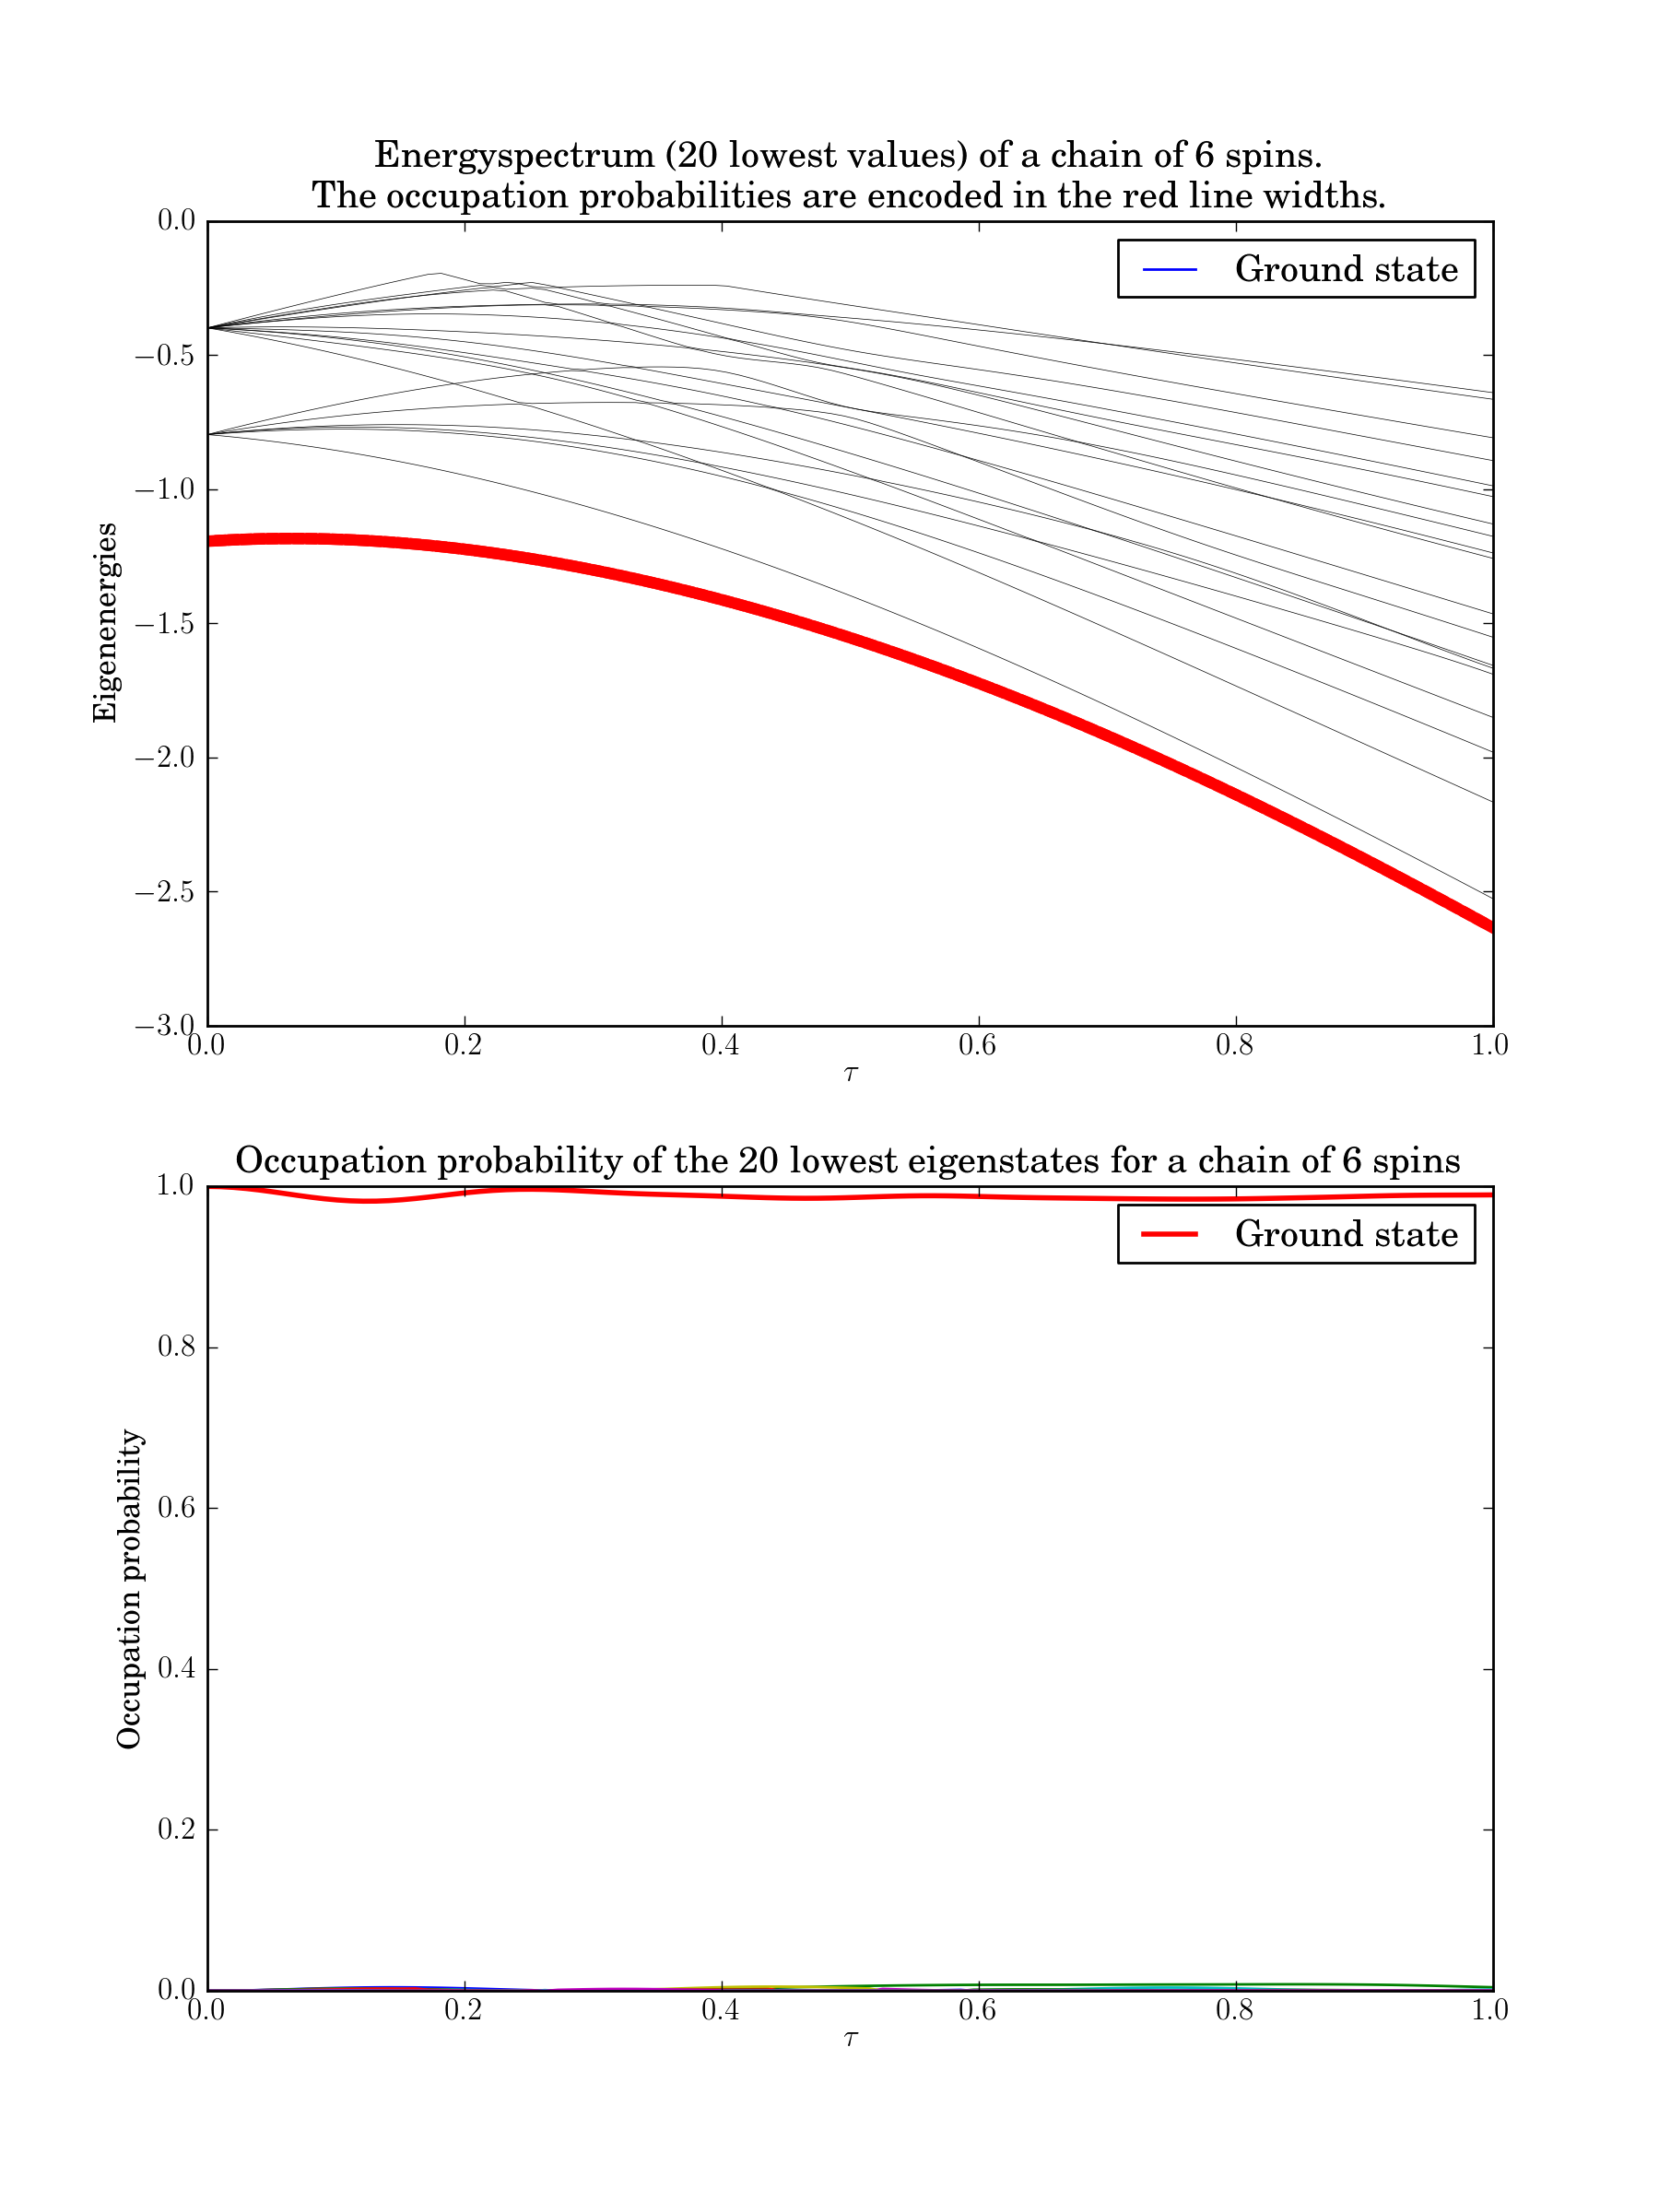 Energyspectrum (20 lowest values) of a chain of 6 spins.
The occupation probabilities are encoded in the red line widths.
Ground state
Eigenenergies
0.0
−0.5
−1.0
−1.5
−2.0
−2.5
−3.0
0.0 0.2 0.4 0.6 0.8 1.0
τ
Occupation probability of the 20 lowest eigenstates for a chain of 6 spins
Ground state
Occupation probability
1.0
0.8
0.6
0.4
0.2
0.0
0.0 0.2 0.4 0.6 0.8 1.0
τ